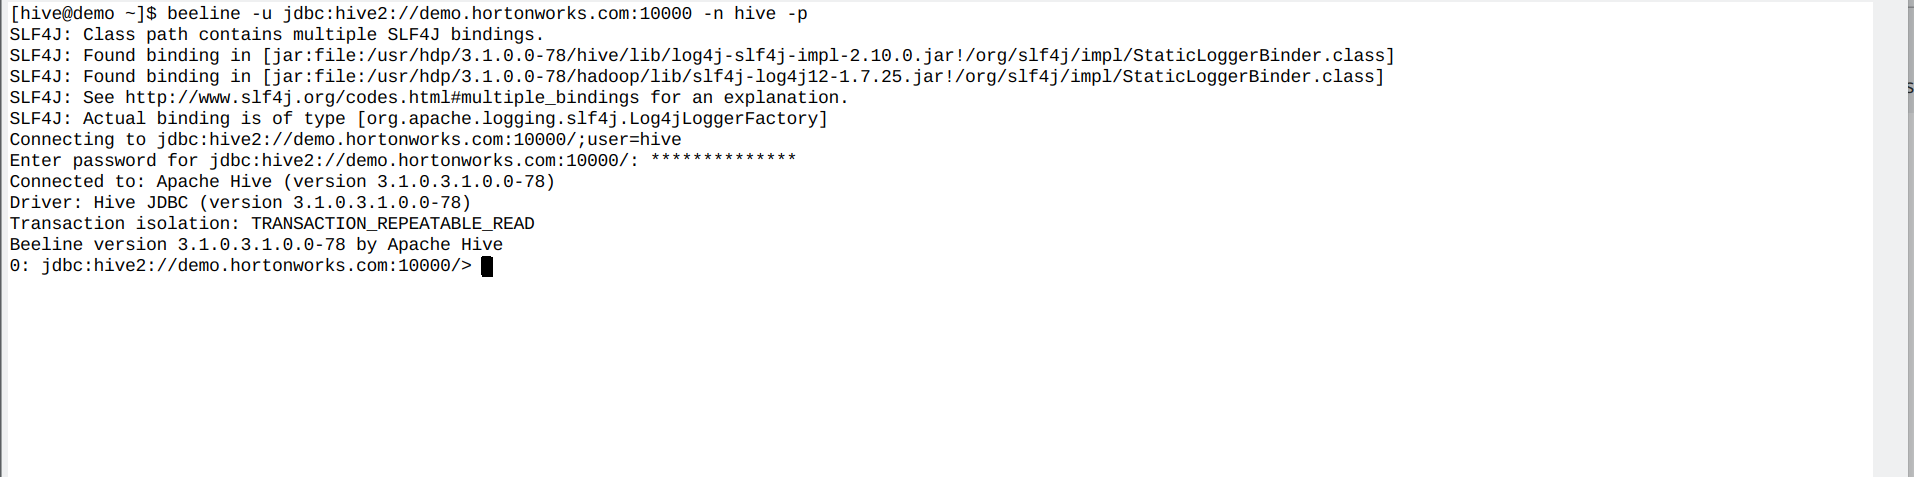 [hive@demo ~]$ beeline -u jdbc:hive2://demo.hortonworks.com:10000 -n hive -p
SLF4J: Class path contains multiple SLF4J bindings.
SLF4J: Found binding in [jar:file:/usr/hdp/3.1.0.0-78/hive/lib/log4j-slf4j-impl-2.10.0.jar!/org/slf4j/impl/StaticLoggerBinder.class]
SLF4J: Found binding in [jar:file:/usr/hdp/3.1.0.0-78/hadoop/lib/slf4j-log4j12-1.7.25.jar!/org/slf4j/impl/StaticLoggerBinder.class]
SLF4J: See http://www.slf4j.org/codes.html#multiple_bindings for an explanation.
SLF4J: Actual binding is of type [org.apache.logging.slf4j.Log4jLoggerFactory]
Connecting to jdbc:hive2://demo.hortonworks.com:10000/;user=hive
Enter password for jdbc:hive2://demo.hortonworks.com:10000/: **************
Connected to: Apache Hive (version 3.1.0.3.1.0.0-78)
Driver: Hive JDBC (version 3.1.0.3.1.0.0-78)
Transaction isolation: TRANSACTION_REPEATABLE_READ
Beeline version 3.1.0.3.1.0.0-78 by Apache Hive
0: jdbc:hive2://demo.hortonworks.com:10000/>